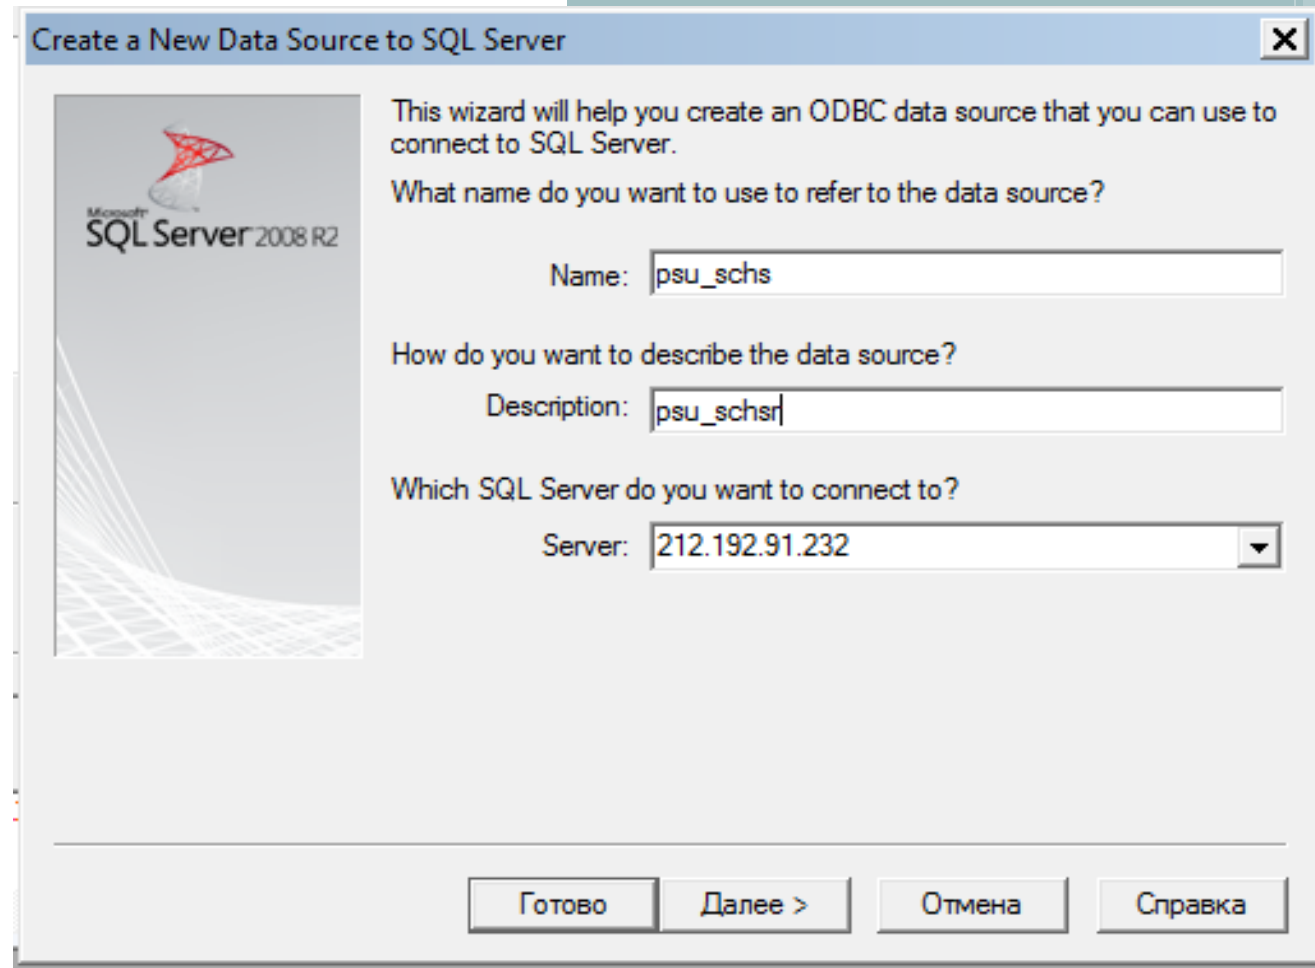 Create a New Data Source to SQL Server
This wizard will help you create an ODBC data source that you can use to
connect to SQL Server.
What name do you want to use to refer to the data source?
Microsoft
SQL Server 2008 R2
Name: psu_schs
How do you want to describe the data source?
Description: psu_schsr
Which SQL Server do you want to connect to?
Server: 212.192.91.232
Готово Далее > Отмена Справка